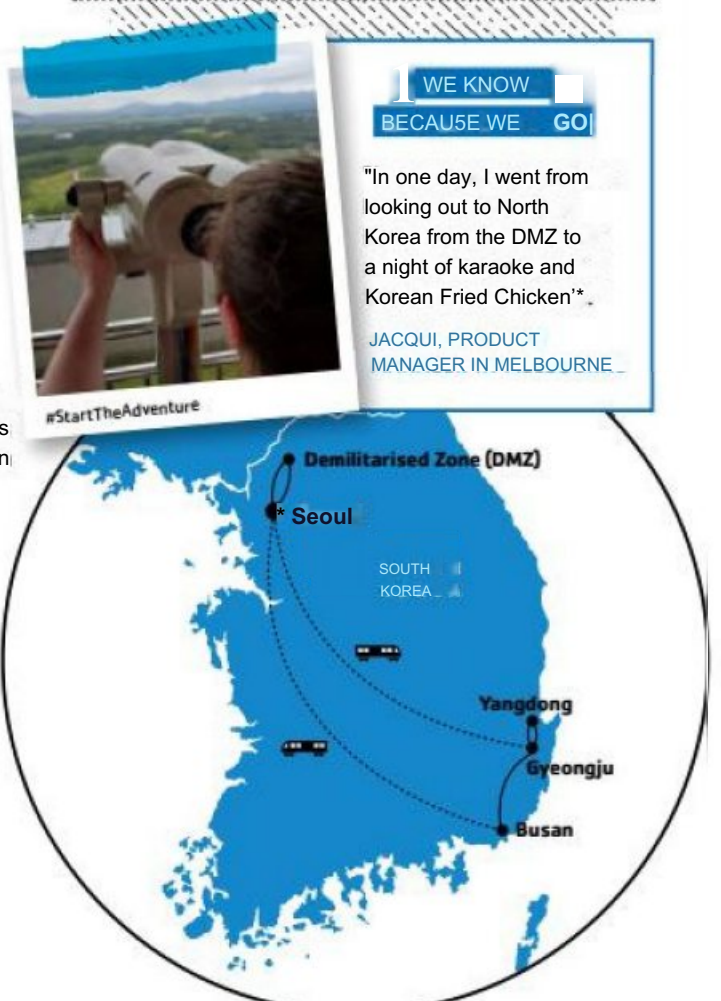 WE KNOW
BECAU5E WE GO
"In one day, I went from
looking out to North
Korea from the DMZ to
a night of karaoke and
Korean Fried Chicken’*.
JACQUI, PRODUCT
MANAGER IN MELBOURNE
#StartTheAdventure
s
n
Demilitarised Zone (DMZ)
* Seoul
SOUTH
KOREA
Yangdong
Gyeongju
Busan